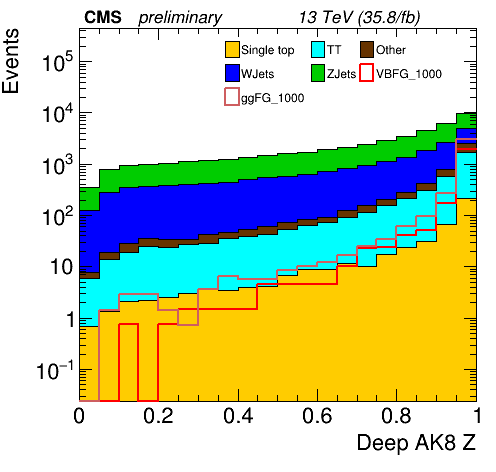 CMS preliminary 13 TeV (35.8/fb)
Events
Single top TT Other
WJets ZJets VBFG_1000
ggFG_1000
10^5
10^4
10^3
10^2
10
1
10^-1
0 0.2 0.4 0.6 0.8 1
Deep AK8 Z